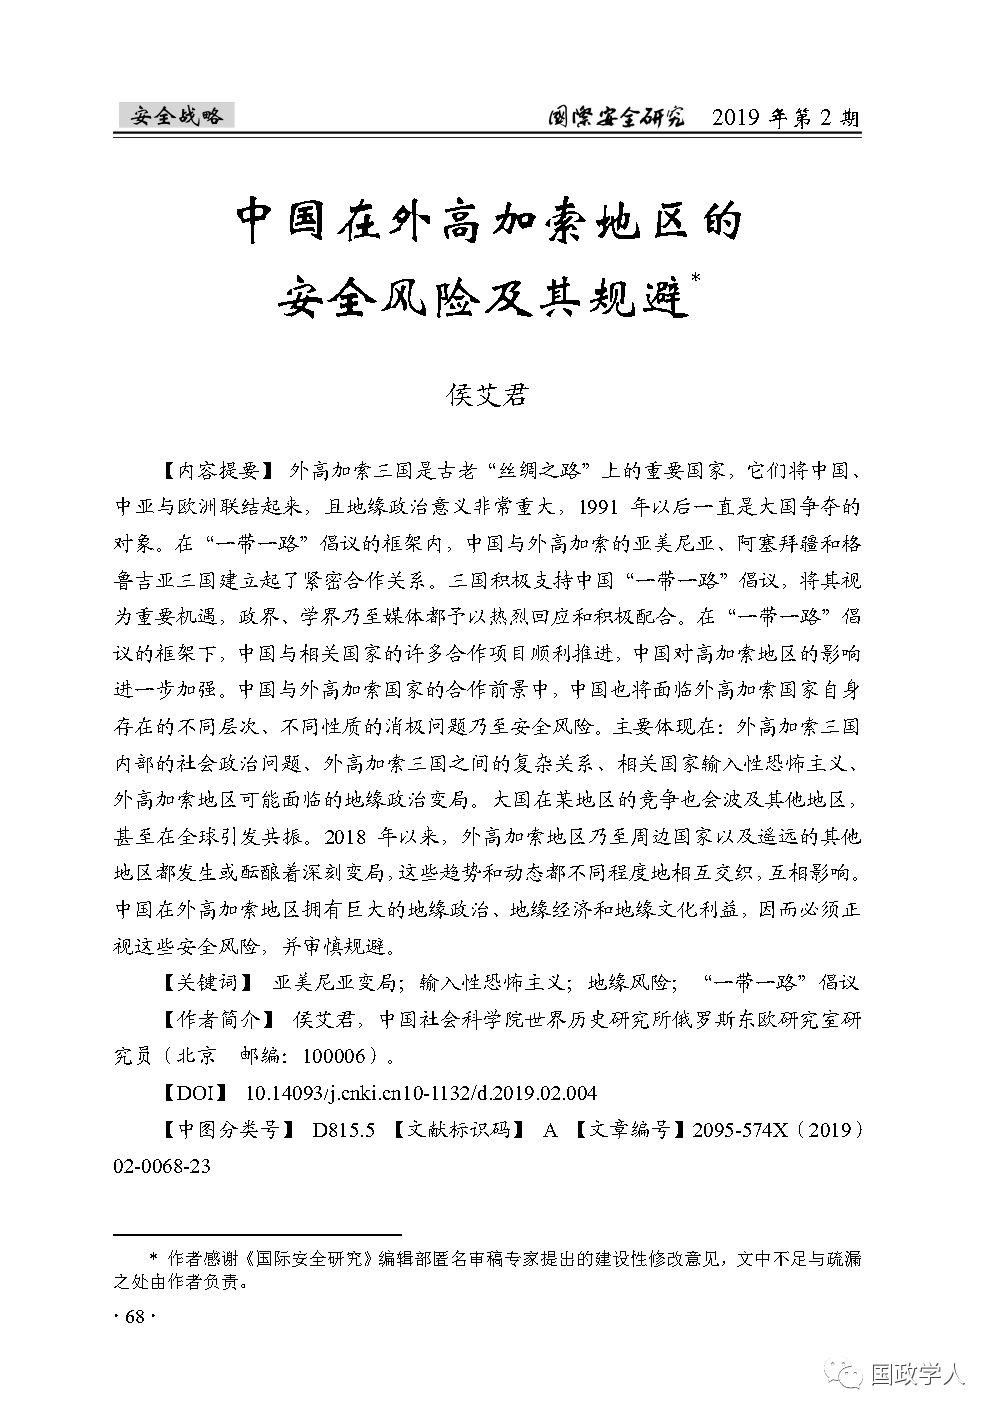 安全战略 国際安全研究 2019 年第 2 期
中国在外高加索地区的
安全风险及其规避*
侯艾君
【内容提要】 外高加索三国是古老“丝绸之路”上的重要国家，它们将中国、
中亚与欧洲联结起来，且地缘政治意义非常重大，1991 年以后一直是大国争夺的
对象。在“一带一路”倡议的框架内，中国与外高加索的亚美尼亚、阿塞拜疆和格
鲁吉亚三国建立起了紧密合作关系。三国积极支持中国“一带一路”倡议，将其视
为重要机遇，政界、学界乃至媒体都予以热烈回应和积极配合。在“一带一路”倡
议的框架下，中国与相关国家的许多合作项目顺利推进，中国对高加索地区的影响
进一步加强。中国与外高加索国家的合作前景中，中国也将面临外高加索国家自身
存在的不同层次、不同性质的消极问题乃至安全风险。主要体现在：外高加索三国
内部的社会政治问题、外高加索三国之间的复杂关系、相关国家输入性恐怖主义、
外高加索地区可能面临的地缘政治变局。大国在某地区的竞争也会波及其他地区，
甚至在全球引发共振。2018 年以来，外高加索地区乃至周边国家以及遥远的其他
地区都发生或酝酿着深刻变局，这些趋势和动态都不同程度地相互交织，互相影响。
中国在外高加索地区拥有巨大的地缘政治、地缘经济和地缘文化利益，因而必须正
视这些安全风险，并审慎规避。
【关键词】 亚美尼亚变局；输入性恐怖主义；地缘风险；“一带一路”倡议
【作者简介】 侯艾君，中国社会科学院世界历史研究所俄罗斯东欧研究室研
究员（北京 邮编：100006）。
【DOI】 10.14093/j.cnki.cn10-1132/d.2019.02.004
【中图分类号】 D815.5 【文献标识码】 A 【文章编号】2095-574X（2019）
02-0068-23
* 作者感谢《国际安全研究》编辑部匿名审稿专家提出的建设性修改意见，文中不足与疏漏
之处由作者负责。
· 68 ·
国政学人